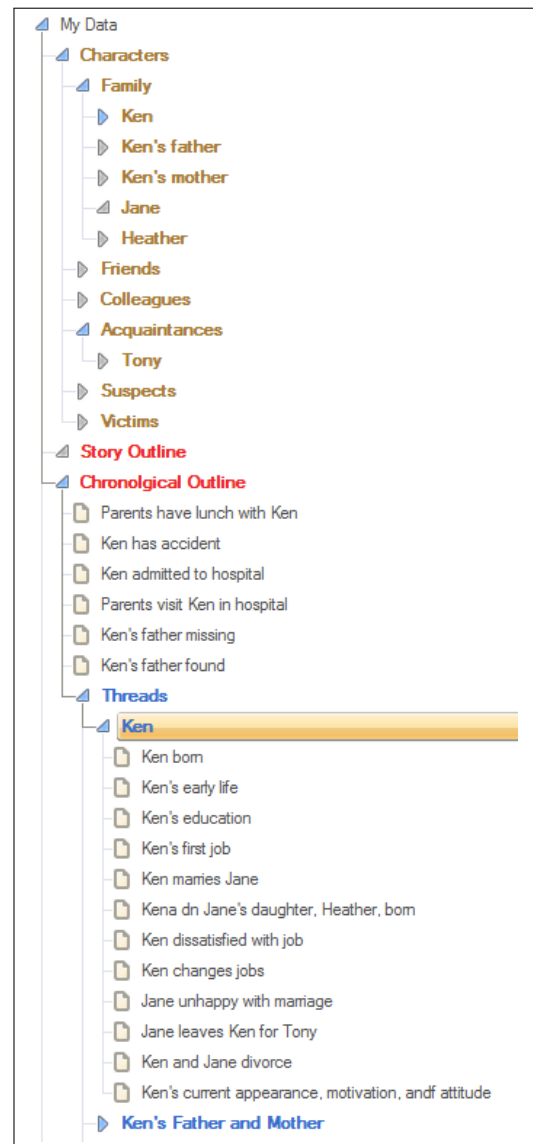 My Data
Characters
Family
Ken
Ken's father
Ken's mother
Jane
Heather
Friends
Colleagues
Acquaintances
Tony
Suspects
Victims
Story Outline
Chronolgical Outline
Parents have lunch with Ken
Ken has accident
Ken admitted to hospital
Parents visit Ken in hospital
Ken's father missing
Ken's father found
Threads
Ken
Ken born
Ken's early life
Ken's education
Ken's first job
Ken marries Jane
Kena dn Jane's daughter, Heather, born
Ken dissatisfied with job
Ken changes jobs
Jane unhappy with marriage
Jane leaves Ken for Tony
Ken and Jane divorce
Ken's current appearance, motivation, andf attitude
Ken's Father and Mother